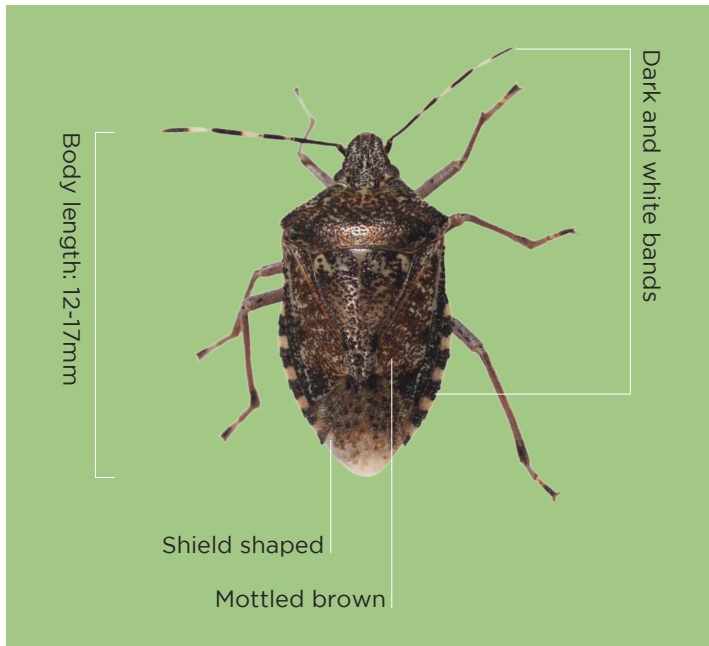 Dark and white bands
Body length: 12-17mm
Shield shaped
Mottled brown